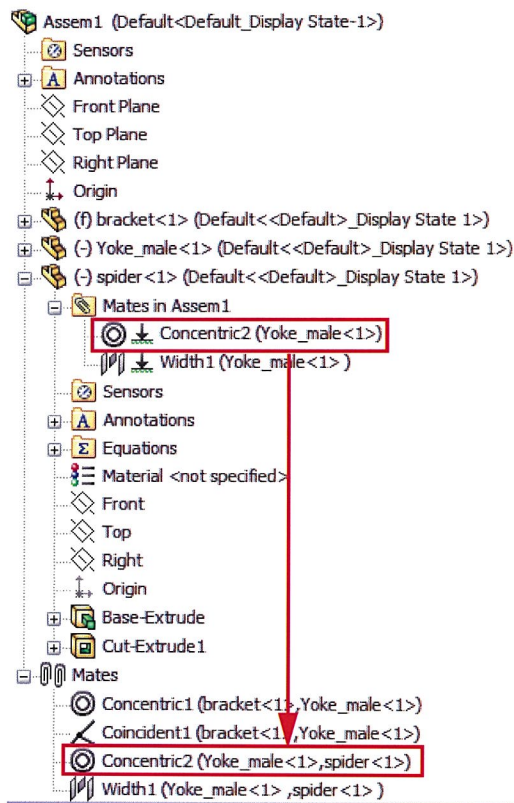 Assem1 (Default<Default_Display State-1>)
Sensors
Annotations
Front Plane
Top Plane
Right Plane
Origin
(f) bracket<1> (Default<<Default>_Display State 1>)
(-) Yoke_male<1> (Default<<Default>_Display State 1>)
(-) spider<1> (Default<<Default>_Display State 1>)
Mates in Assem1
Concentric2 (Yoke_male<1>)
Width1 (Yoke_male<1> )
Sensors
Annotations
Equations
Material <not specified>
Front
Top
Right
Origin
Base-Extrude
Cut-Extrude1
Mates
Concentric1 (bracket<1>,Yoke_male<1>)
Coincident1 (bracket<1>,Yoke_male<1>)
Concentric2 (Yoke_male<1>,spider<1>)
Width1 (Yoke_male<1> ,spider<1> )